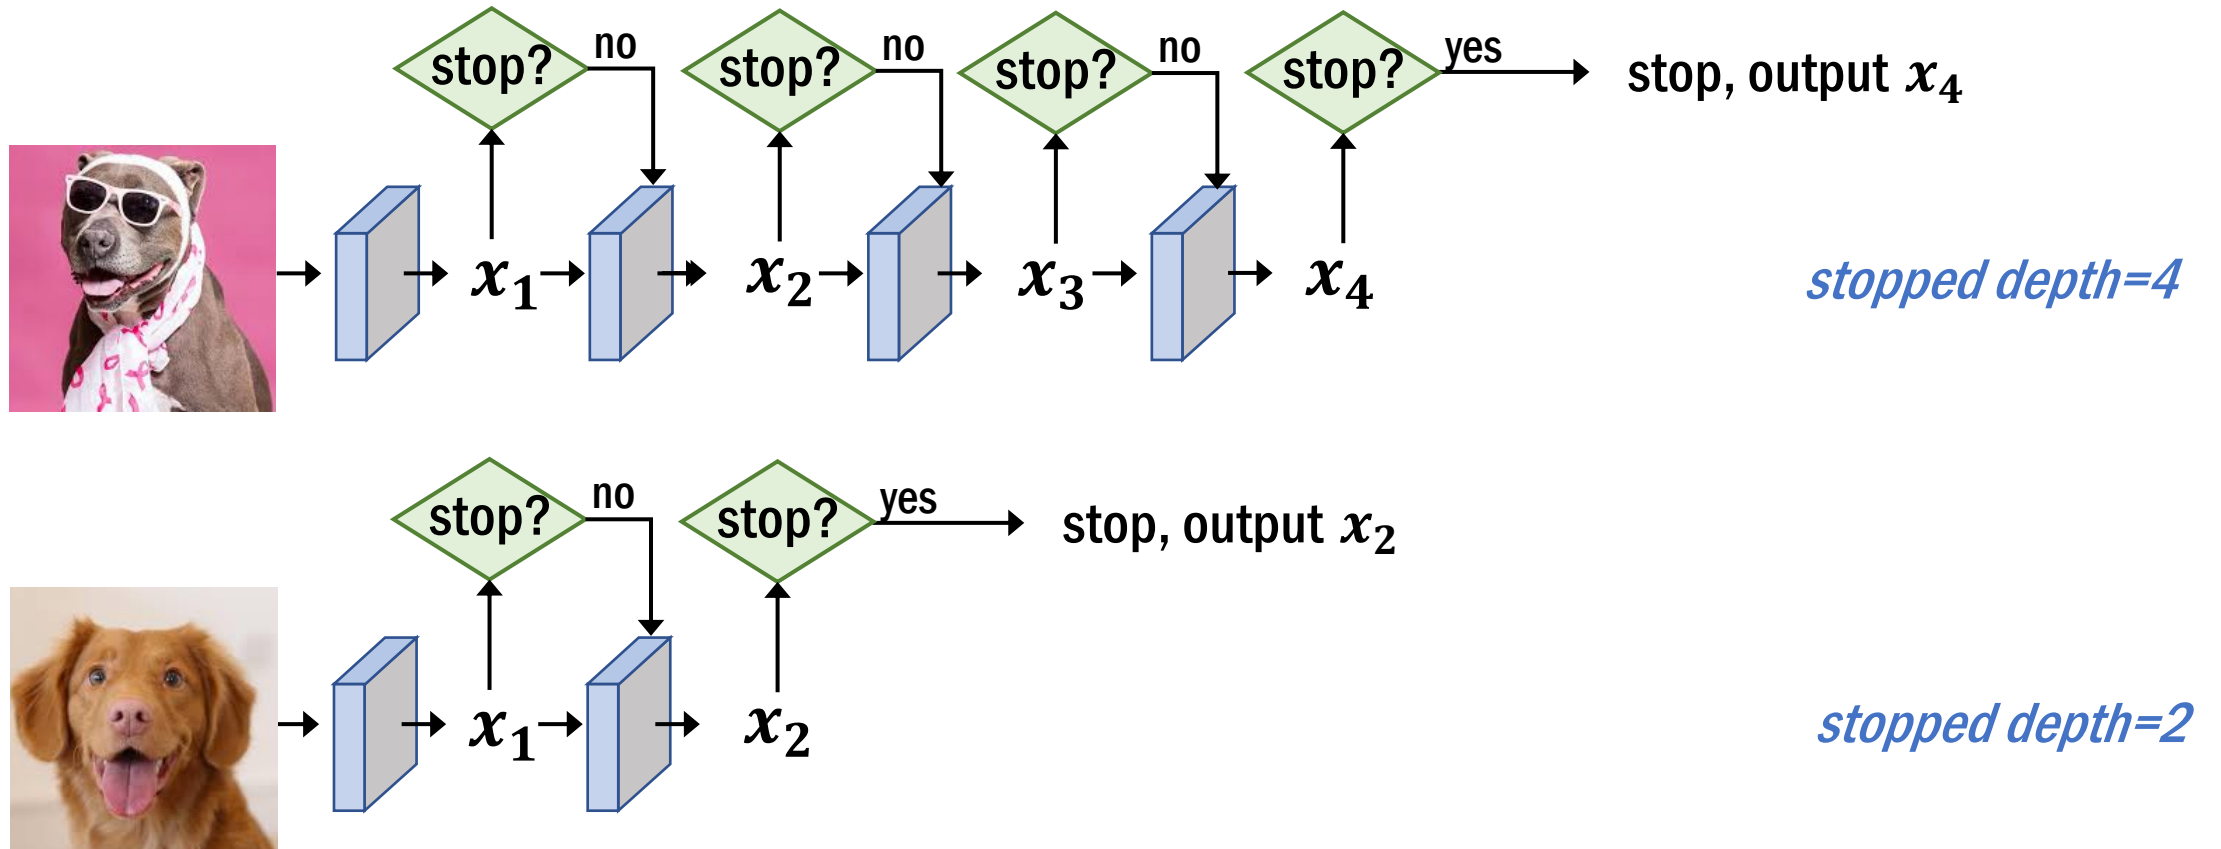 stop? no stop? no stop? no stop? yes stop, output x₄
x₁ x₂ x₃ x₄ stopped depth=4
stop? no stop? yes stop, output x₂
x₁ x₂ stopped depth=2